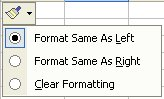 Format Same As Left
Format Same As Right
Clear Formatting